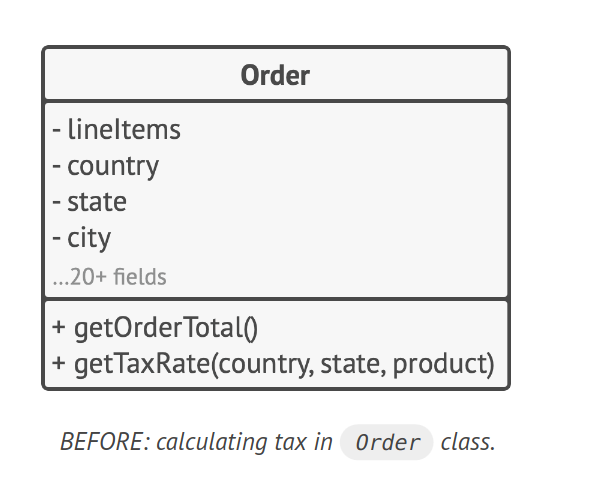 Order
- lineItems
- country
- state
- city
...20+ fields
+ getOrderTotal()
+ getTaxRate(country, state, product)
BEFORE: calculating tax in Order class.